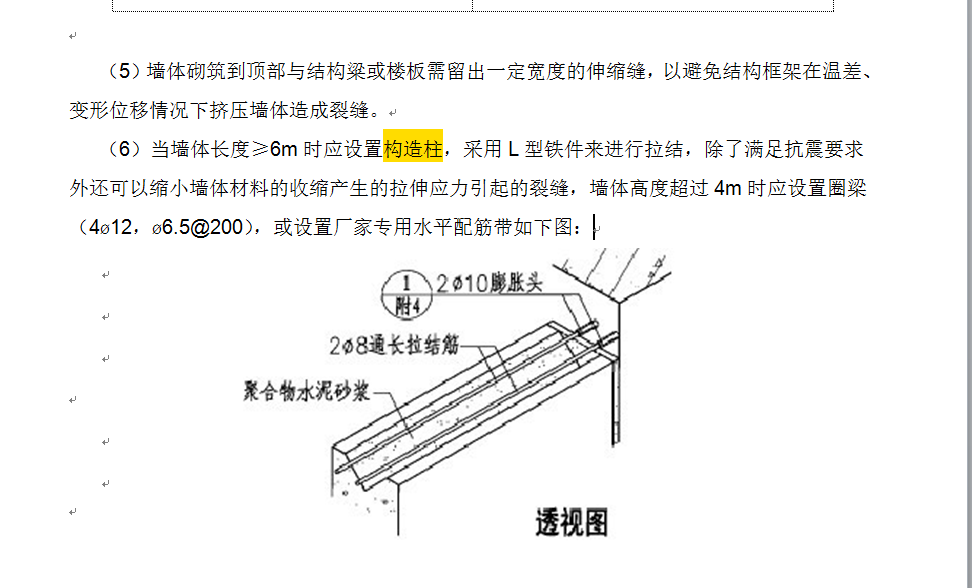 （5）墙体砌筑到顶部与结构梁或楼板需留出一定宽度的伸缩缝，以避免结构框架在温差、
变形位移情况下挤压墙体造成裂缝。
（6）当墙体长度≥6m 时应设置构造柱，采用 L 型铁件来进行拉结，除了满足抗震要求
外还可以缩小墙体材料的收缩产生的拉伸应力引起的裂缝，墙体高度超过 4m 时应设置圈梁
（4ø12，ø6.5@200），或设置厂家专用水平配筋带如下图：
1
附4
2ø10膨胀头
2ø8通长拉结筋
聚合物水泥砂浆
透视图